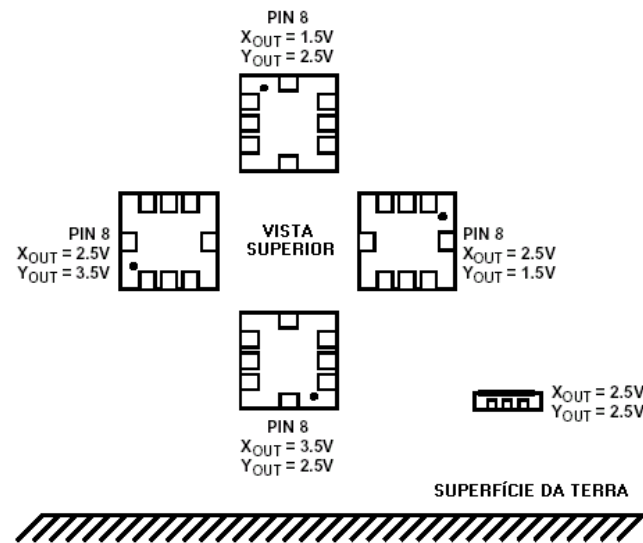 PIN 8
XOUT = 1.5V
YOUT = 2.5V
PIN 8
XOUT = 2.5V
YOUT = 3.5V
VISTA
SUPERIOR
PIN 8
XOUT = 2.5V
YOUT = 1.5V
PIN 8
XOUT = 3.5V
YOUT = 2.5V
XOUT = 2.5V
YOUT = 2.5V
SUPERFÍCIE DA TERRA